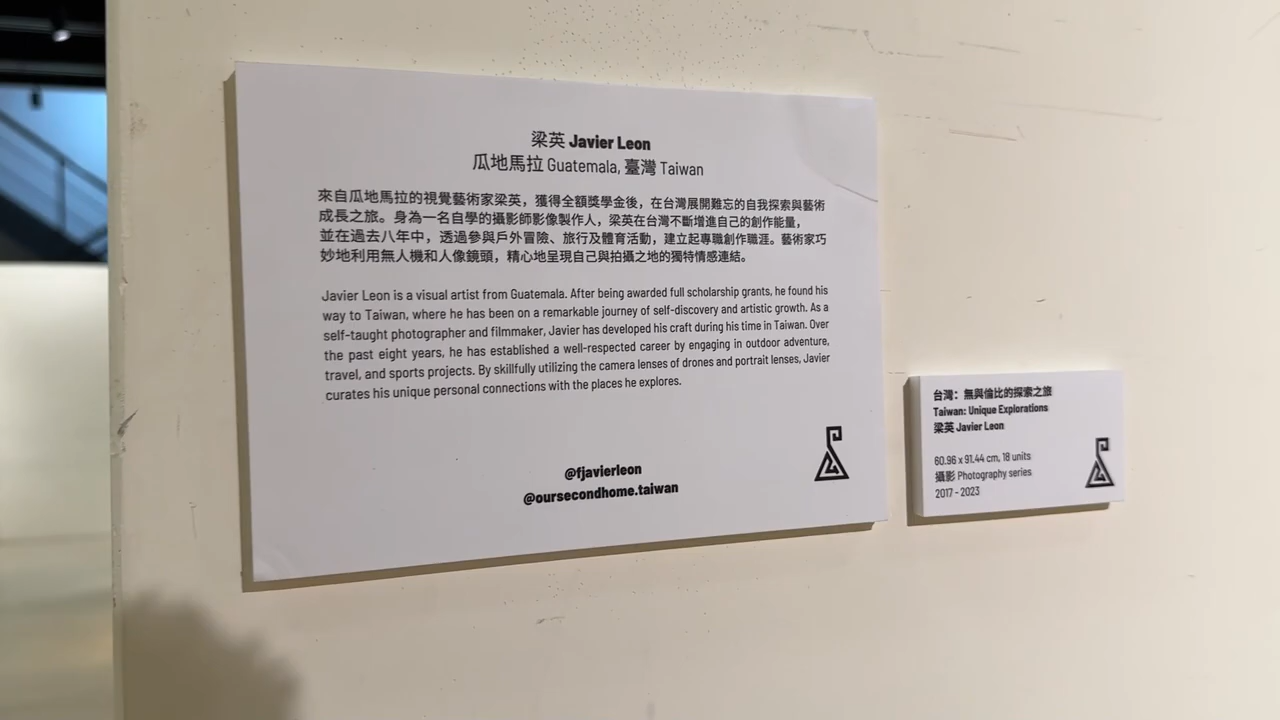 梁英 Javier Leon
瓜地馬拉 Guatemala, 臺灣 Taiwan
來自瓜地馬拉的視覺藝術家梁英，獲得全額獎學金後，在台灣展開難忘的自我探索與藝術
成長之旅。身為一名自學的攝影師影像製作人，梁英在台灣不斷增進自己的創作能量，
並在過去八年中，透過參與戶外冒險、旅行及體育活動，建立起專職創作職涯。藝術家巧
妙地利用無人機和人像鏡頭，精心地呈現自己與拍攝之地的獨特情感連結。
Javier Leon is a visual artist from Guatemala. After being awarded full scholarship grants, he found his
way to Taiwan, where he has been on a remarkable journey of self-discovery and artistic growth. As a
self-taught photographer and filmmaker, Javier has developed his craft during his time in Taiwan. Over
the past eight years, he has established a well-respected career by engaging in outdoor adventure,
travel, and sports projects. By skillfully utilizing the camera lenses of drones and portrait lenses, Javier
curates his unique personal connections with the places he explores.
@fjavierleon
@oursecondhome.taiwan
台灣：無與倫比的探索之旅
Taiwan: Unique Explorations
梁英 Javier Leon
60.96 x 91.44 cm, 18 units
攝影 Photography series
2017 - 2023